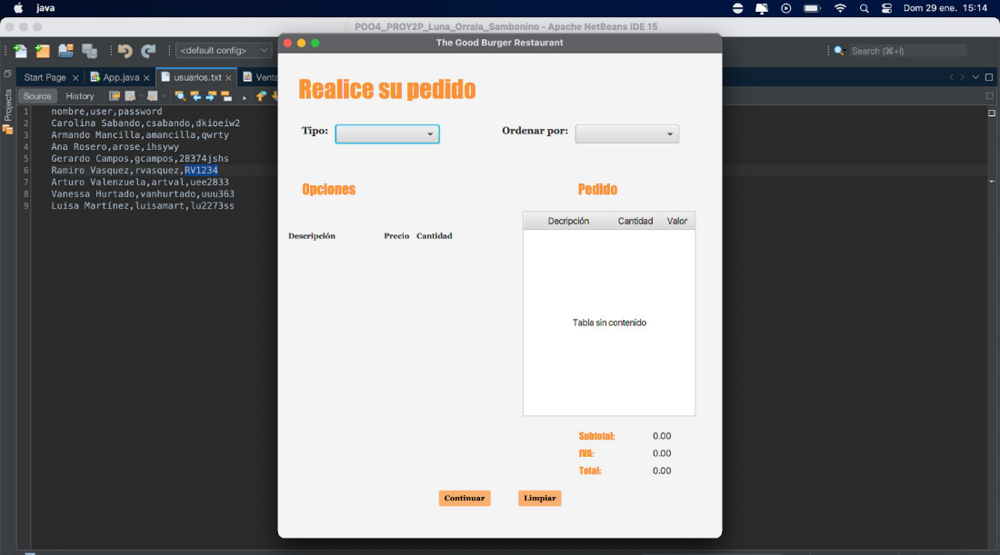 java
Dom 29 ene. 15:14
POO4_PROY2P_Luna_Orrala_Sambonino - Apache NetBeans IDE 15
The Good Burger Restaurant
<default config>
Search (⌘+I)
Start Page
App.java
usuarios.txt
Venta
Source
History
Projects
1 nombre,user,password
2 Carolina Sabando,csabando,dkioeiw2
3 Armando Mancilla,amancilla,qwrty
4 Ana Rosero,arose,ihsywy
5 Gerardo Campos,gcampos,28374jshs
6 Ramiro Vasquez,rvasquez,RV1234
7 Arturo Valenzuela,artval,uee2833
8 Vanessa Hurtado,vanhurtado,uuu363
9 Luisa Martínez,luisamart,lu2273ss
Realice su pedido
Tipo:
Ordenar por:
Opciones
Pedido
Descripción Precio Cantidad
Decripción Cantidad Valor
Tabla sin contenido
Subtotal: 0.00
IVA: 0.00
Total: 0.00
Continuar
Limpiar